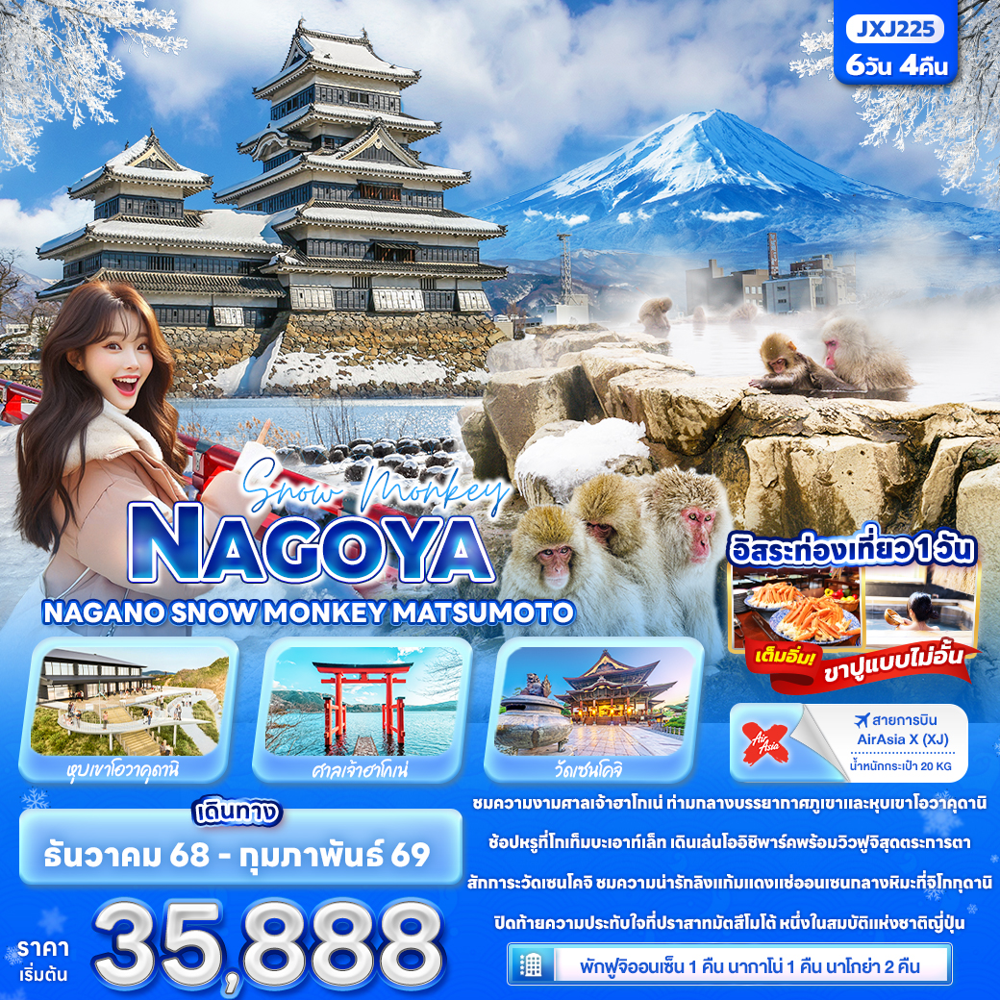 JXJ225
6วัน 4คืน
Snow Monkey
NAGOYA
NAGANO SNOW MONKEY MATSUMOTO
อิสระท่องเที่ยว 1 วัน
เต็มอิ่ม! ขาปูแบบไม่อั้น
หุบเขาโอวาคุดานิ
ศาลเจ้าฮาโกเน่
วัดเซนโคจิ
Air Asia X
สายการบิน
AirAsia X (XJ)
น้ำหนักกระเป๋า 20 KG
เดินทาง
ธันวาคม 68 - กุมภาพันธ์ 69
ราคา
เริ่มต้น
35,888
ชมความงามศาลเจ้าฮาโกเน่ ท่ามกลางบรรยากาศภูเขาและหุบเขาโอวาคุดานิ
ช้อปหรูที่โกเท็มบะเอาท์เล็ท เดินเล่นโออิชิพาร์คพร้อมวิวฟูจิสุดตระการตา
สักการะวัดเซนโคจิ ชมความน่ารักลิงแก้มแดงแช่ออนเซนกลางหิมะที่จิโกกุดานิ
ปิดท้ายความประทับใจที่ปราสาทมัตสึโมโต้ หนึ่งในสมบัติแห่งชาติญี่ปุ่น
พักฟูจิออนเซ็น 1 คืน นากาโน่ 1 คืน นาโกย่า 2 คืน